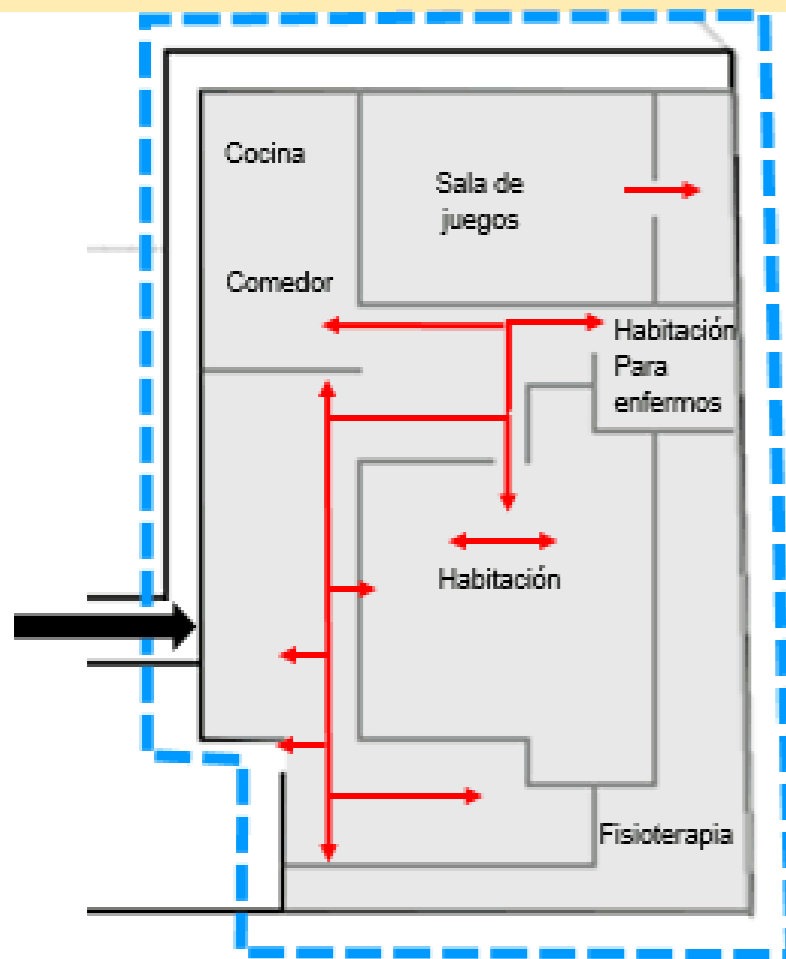 Cocina
Sala de
juegos
Comedor
Habitación
Para
enfermos
Habitación
Fisioterapia